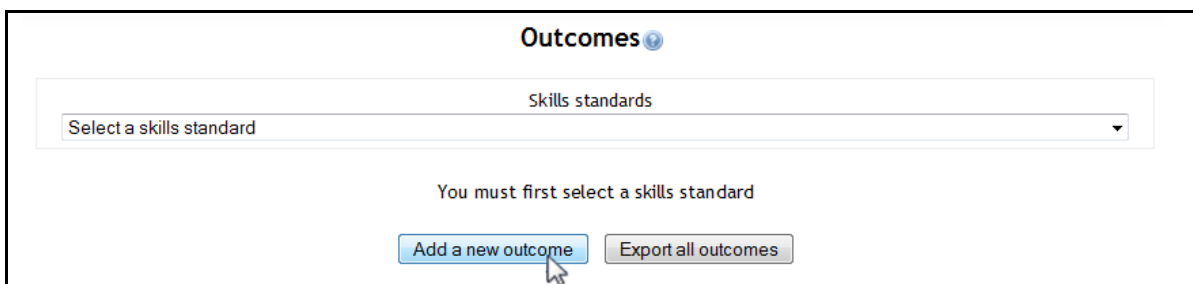 Outcomes
Skills standards
Select a skills standard
You must first select a skills standard
Add a new outcome Export all outcomes